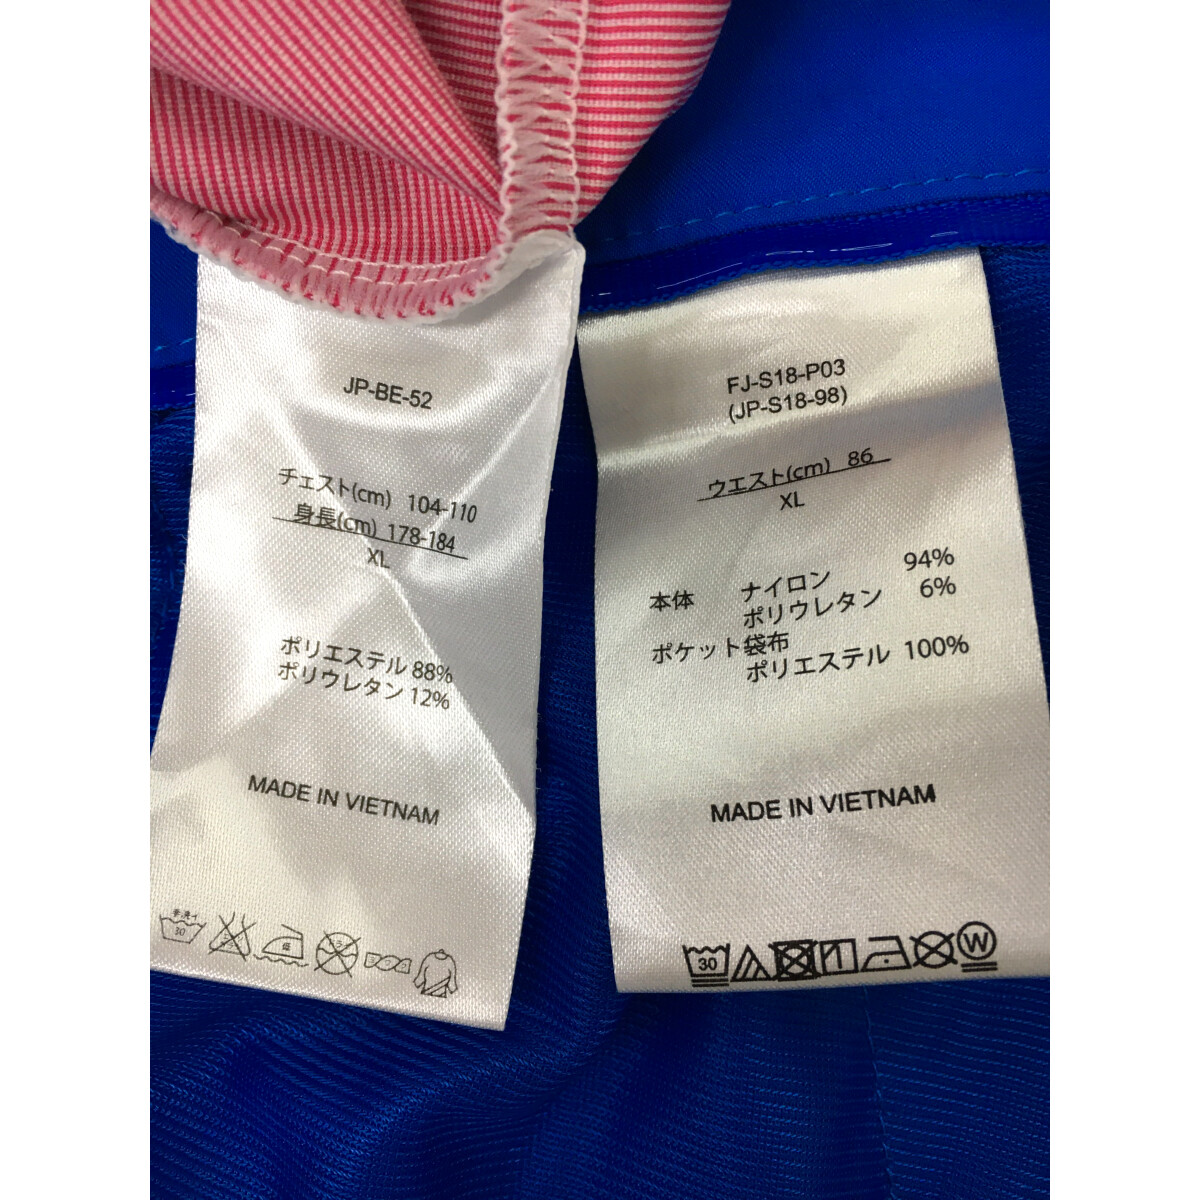 JP-BE-52
チェスト(cm) 104-110
身長(cm) 178-184
XL
ポリエステル 88%
ポリウレタン 12%
MADE IN VIETNAM
30
低
FJ-S18-P03
(JP-S18-98)
ウエスト(cm) 86
XL
本体 ナイロン 94%
ポリウレタン 6%
ポケット袋布
ポリエステル 100%
MADE IN VIETNAM
30
W